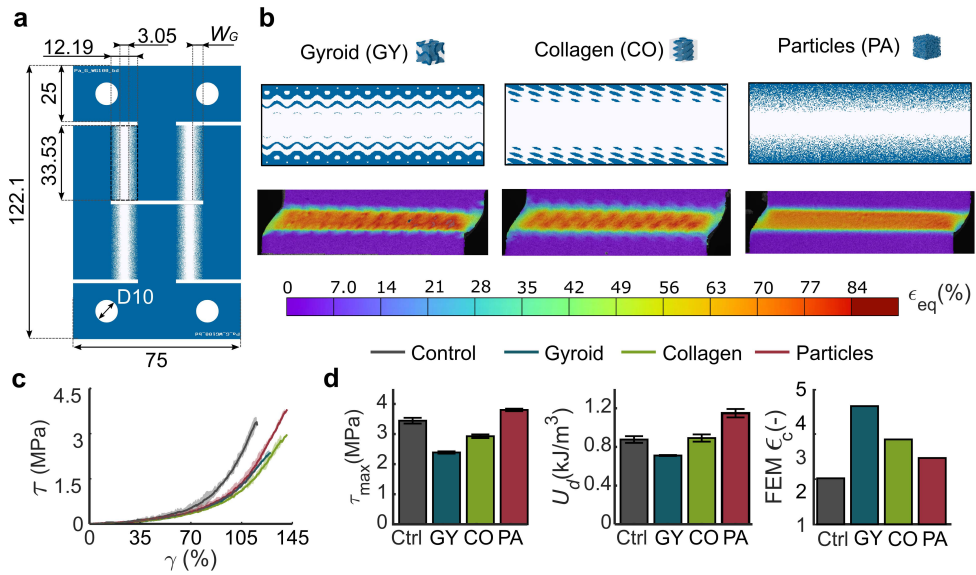 a
3.05
W_G
12.19
Pa_G_WG108_bd
25
33.53
122.1
D10
75
b
Gyroid (GY)
Collagen (CO)
Particles (PA)
0 7.0 14 21 28 35 42 49 56 63 70 77 84
ϵ_eq(%)
Control Gyroid Collagen Particles
c
τ (MPa)
4.5
3
1.5
0
0 35 70 105 145
γ (%)
d
τ_max(MPa)
4
3
2
1
0
Ctrl GY CO PA
U_d(kJ/m³)
1.2
0.8
0.4
0
Ctrl GY CO PA
FEM ϵ_c(-)
5
4
3
2
1
Ctrl GY CO PA